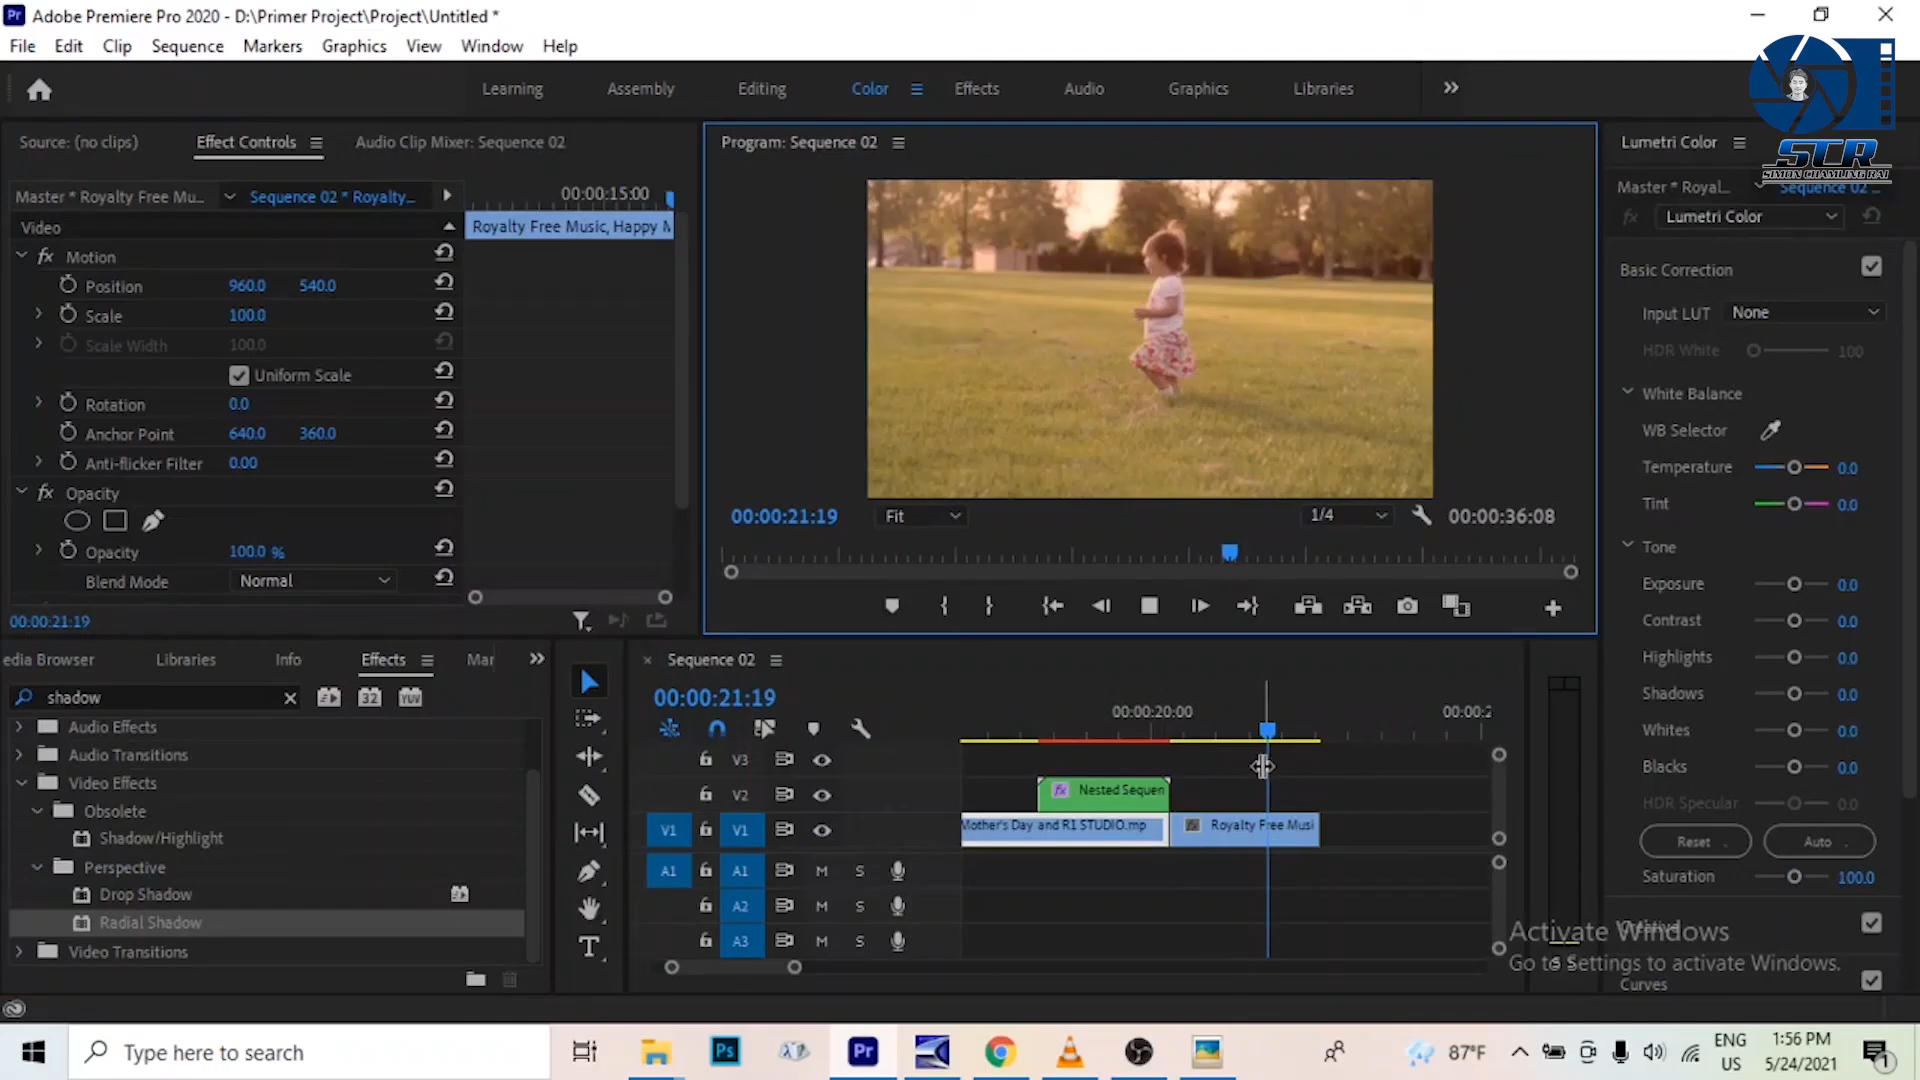 Pr Adobe Premiere Pro 2020 - D:\Primer Project\Project\Untitled *
File Edit Clip Sequence Markers Graphics View Window Help
Learning Assembly Editing Color Effects Audio Graphics Libraries
STR
SIMON CHAMLING RAI
Source: (no clips) Effect Controls Audio Clip Mixer: Sequence 02
Master * Royalty Free Mu... Sequence 02 * Royalty... 00:00:15:00
Video
Royalty Free Music, Happy M
Motion
Position 960.0 540.0
Scale 100.0
Scale Width 100.0
Uniform Scale
Rotation 0.0
Anchor Point 640.0 360.0
Anti-flicker Filter 0.00
fx Opacity
Opacity 100.0 %
Blend Mode Normal
00:00:21:19
Program: Sequence 02
00:00:21:19 Fit 1/4 00:00:36:08
Lumetri Color
Master * Royal... Sequence 02 ...
fx Lumetri Color
Basic Correction
Input LUT None
HDR White 100
White Balance
WB Selector
Temperature 0.0
Tint 0.0
Tone
Exposure 0.0
Contrast 0.0
Highlights 0.0
Shadows 0.0
Whites 0.0
Blacks 0.0
HDR Specular 0.0
Reset Auto
Saturation 100.0
Creative
Curves
Activate Windows
Go to Settings to activate Windows.
S S
edia Browser Libraries Info Effects Mar
shadow 32 YUV
Audio Effects
Audio Transitions
Video Effects
Obsolete
Shadow/Highlight
Perspective
Drop Shadow
Radial Shadow
Video Transitions
Sequence 02
00:00:21:19
00:00:20:00 00:00:2
V3
V2
fx Nested Sequen
V1 V1
Mother's Day and R1 STUDIO.mp
fx Royalty Free Musi
A1 A1 M S
A2 M S
A3 M S
Type here to search
Ps Pr
87°F
ENG
US
1:56 PM
5/24/2021
1